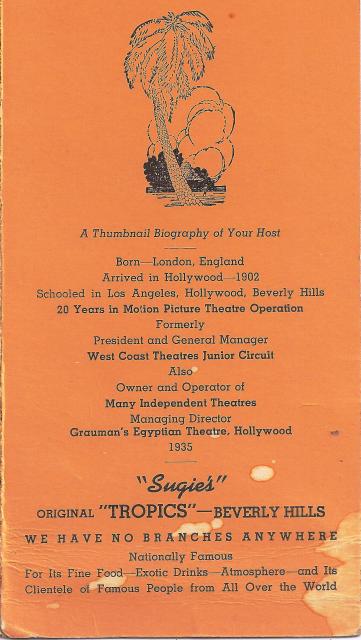 A Thumbnail Biography of Your Host
Born—London, England
Arrived in Hollywood—1902
Schooled in Los Angeles, Hollywood, Beverly Hills
20 Years in Motion Picture Theatre Operation
Formerly
President and General Manager
West Coast Theatres Junior Circuit
Also
Owner and Operator of
Many Independent Theatres
Managing Director
Grauman's Egyptian Theatre, Hollywood
1935
"Sugie's"
ORIGINAL "TROPICS"—BEVERLY HILLS
WE HAVE NO BRANCHES ANYWHERE
Nationally Famous
For Its Fine Food—Exotic Drinks—Atmosphere—and Its
Clientele of Famous People from All Over the World